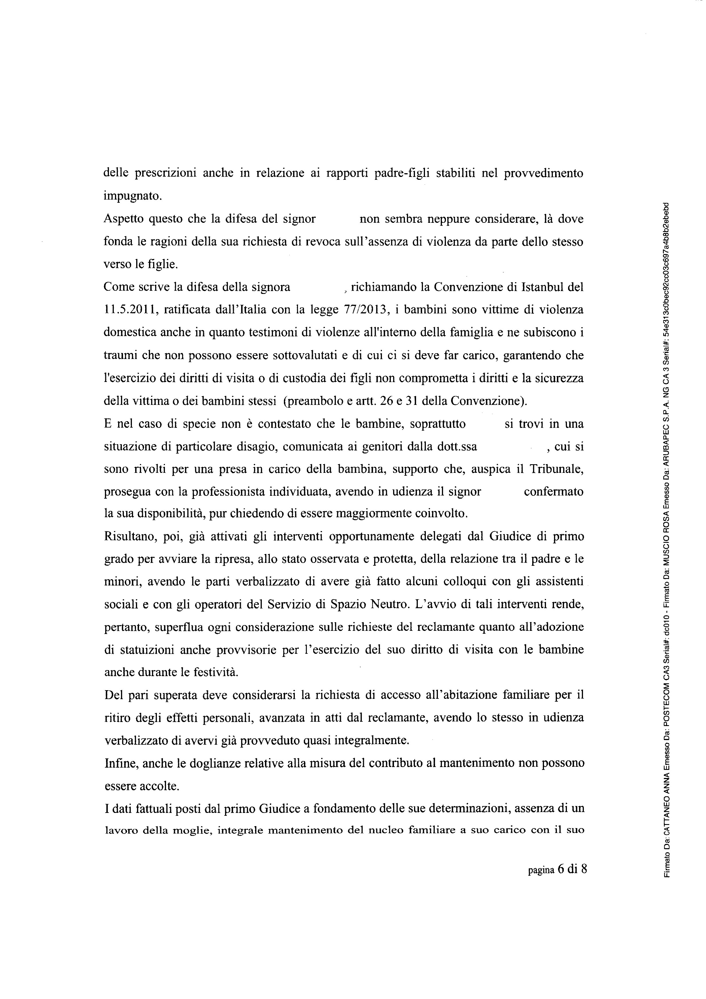 delle prescrizioni anche in relazione ai rapporti padre-figli stabiliti nel provvedimento
impugnato.
Aspetto questo che la difesa del signor non sembra neppure considerare, là dove
fonda le ragioni della sua richiesta di revoca sull’assenza di violenza da parte dello stesso
verso le figlie.
Come scrive la difesa della signora , richiamando la Convenzione di Istanbul del
11.5.2011, ratificata dall’Italia con la legge 77/2013, i bambini sono vittime di violenza
domestica anche in quanto testimoni di violenze all'interno della famiglia e ne subiscono i
traumi che non possono essere sottovalutati e di cui ci si deve far carico, garantendo che
l'esercizio dei diritti di visita o di custodia dei figli non comprometta i diritti e la sicurezza
della vittima o dei bambini stessi (preambolo e artt. 26 e 31 della Convenzione).
E nel caso di specie non è contestato che le bambine, soprattutto si trovi in una
situazione di particolare disagio, comunicata ai genitori dalla dott.ssa , cui si
sono rivolti per una presa in carico della bambina, supporto che, auspica il Tribunale,
prosegua con la professionista individuata, avendo in udienza il signor confermato
la sua disponibilità, pur chiedendo di essere maggiormente coinvolto.
Risultano, poi, già attivati gli interventi opportunamente delegati dal Giudice di primo
grado per avviare la ripresa, allo stato osservata e protetta, della relazione tra il padre e le
minori, avendo le parti verbalizzato di avere già fatto alcuni colloqui con gli assistenti
sociali e con gli operatori del Servizio di Spazio Neutro. L’avvio di tali interventi rende,
pertanto, superflua ogni considerazione sulle richieste del reclamante quanto all’adozione
di statuizioni anche provvisorie per l’esercizio del suo diritto di visita con le bambine
anche durante le festività.
Del pari superata deve considerarsi la richiesta di accesso all’abitazione familiare per il
ritiro degli effetti personali, avanzata in atti dal reclamante, avendo lo stesso in udienza
verbalizzato di avervi già provveduto quasi integralmente.
Infine, anche le doglianze relative alla misura del contributo al mantenimento non possono
essere accolte.
I dati fattuali posti dal primo Giudice a fondamento delle sue determinazioni, assenza di un
lavoro della moglie, integrale mantenimento del nucleo familiare a suo carico con il suo
pagina 6 di 8
Firmato Da: CATTANEO ANNA Emesso Da: POSTECOM CA3 Serial#: dc010 - Firmato Da: MUSCIO ROSA Emesso Da: ARUBAPEC S.P.A. NG CA 3 Serial#: 54e313c0bec92cc03c697a4b8b2ebebd